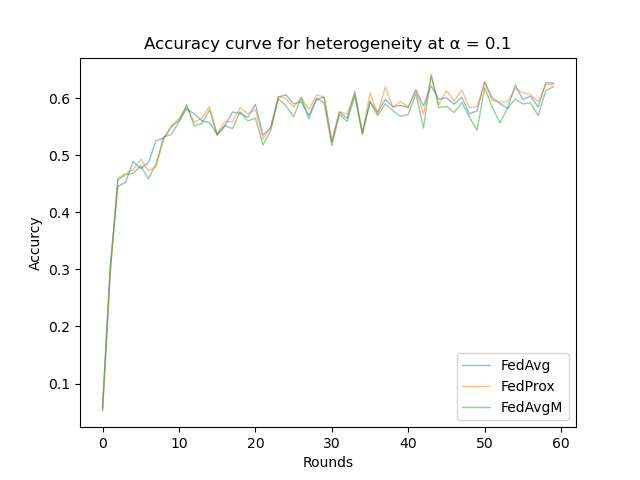 Accuracy curve for heterogeneity at α = 0.1
Accurcy
0.6
0.5
0.4
0.3
0.2
0.1
FedAvg
FedProx
FedAvgM
0 10 20 30 40 50 60
Rounds